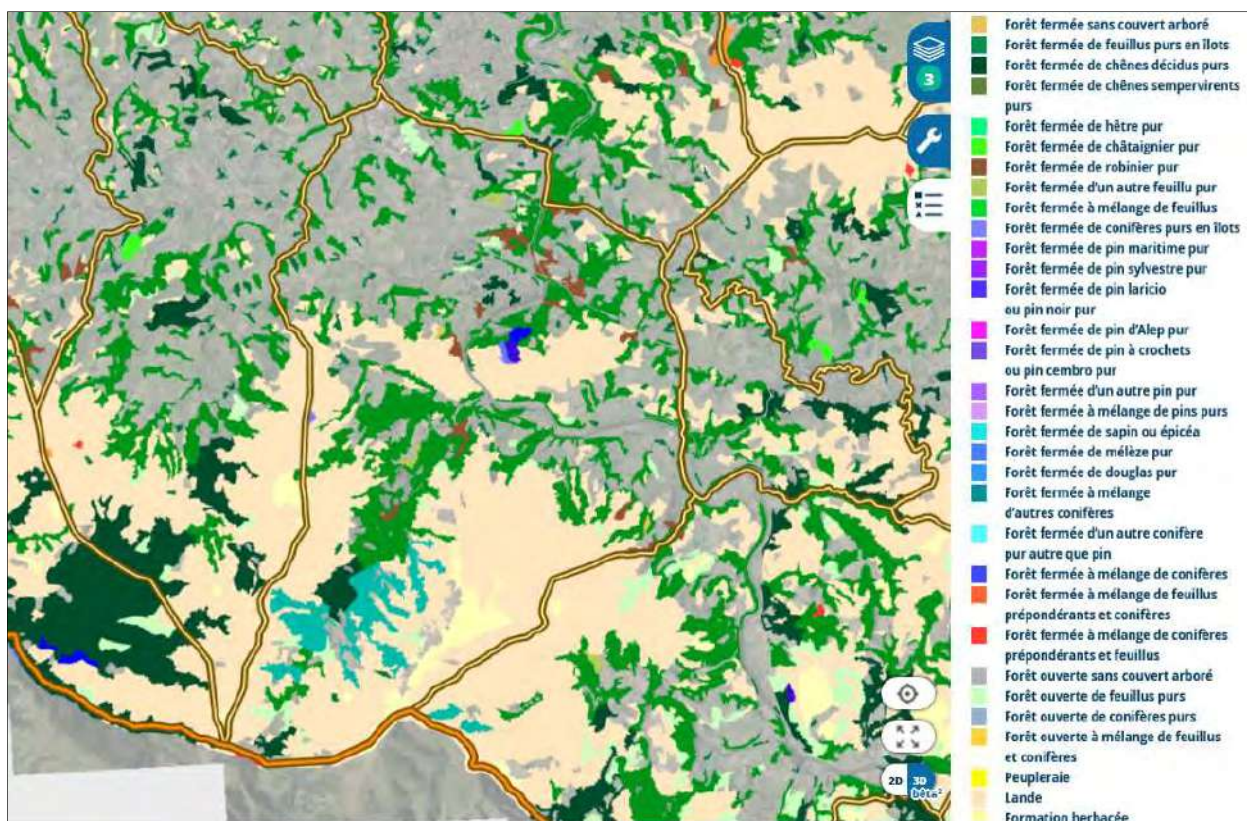 3
2D
3D
bêta²
Forêt fermée sans couvert arboré
Forêt fermée de feuillus purs en îlots
Forêt fermée de chênes décidus purs
Forêt fermée de chênes sempervirents
purs
Forêt fermée de hêtre pur
Forêt fermée de châtaignier pur
Forêt fermée de robinier pur
Forêt fermée d'un autre feuillu pur
Forêt fermée à mélange de feuillus
Forêt fermée de conifères purs en îlots
Forêt fermée de pin maritime pur
Forêt fermée de pin sylvestre pur
Forêt fermée de pin laricio
ou pin noir pur
Forêt fermée de pin d'Alep pur
Forêt fermée de pin à crochets
ou pin cembro pur
Forêt fermée d'un autre pin pur
Forêt fermée à mélange de pins purs
Forêt fermée de sapin ou épicéa
Forêt fermée de mélèze pur
Forêt fermée de douglas pur
Forêt fermée à mélange
d'autres conifères
Forêt fermée d'un autre conifère
pur autre que pin
Forêt fermée à mélange de conifères
Forêt fermée à mélange de feuillus
prépondérants et conifères
Forêt fermée à mélange de conifères
prépondérants et feuillus
Forêt ouverte sans couvert arboré
Forêt ouverte de feuillus purs
Forêt ouverte de conifères purs
Forêt ouverte à mélange de feuillus
et conifères
Peupleraie
Lande
Formation herbacée